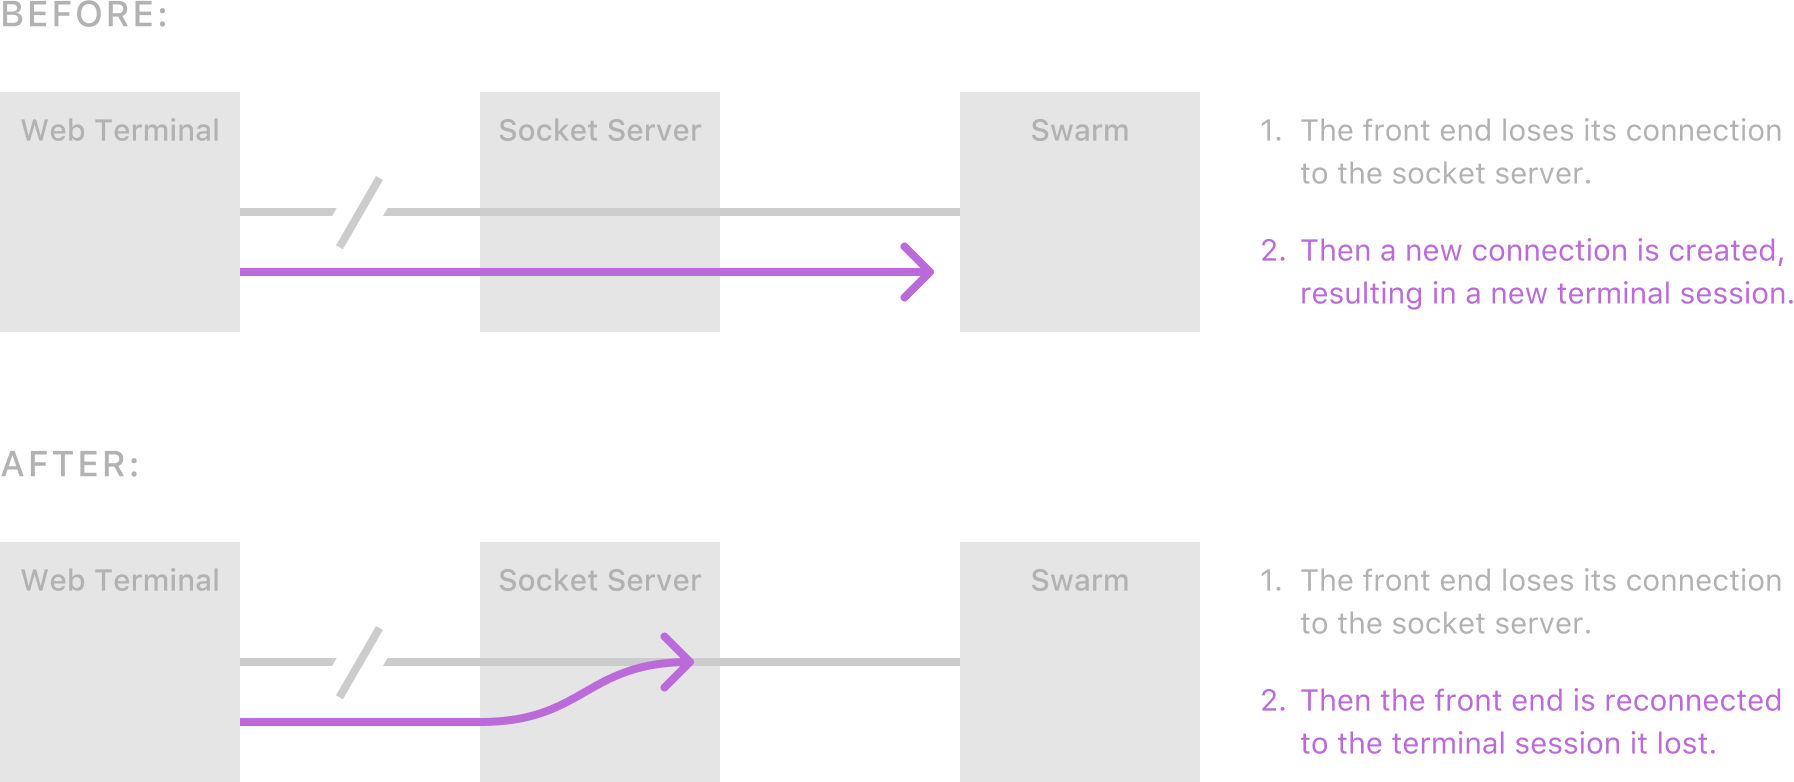 BEFORE:
Web Terminal
Socket Server
Swarm
1. The front end loses its connection
to the socket server.
2. Then a new connection is created,
resulting in a new terminal session.
AFTER:
Web Terminal
Socket Server
Swarm
1. The front end loses its connection
to the socket server.
2. Then the front end is reconnected
to the terminal session it lost.